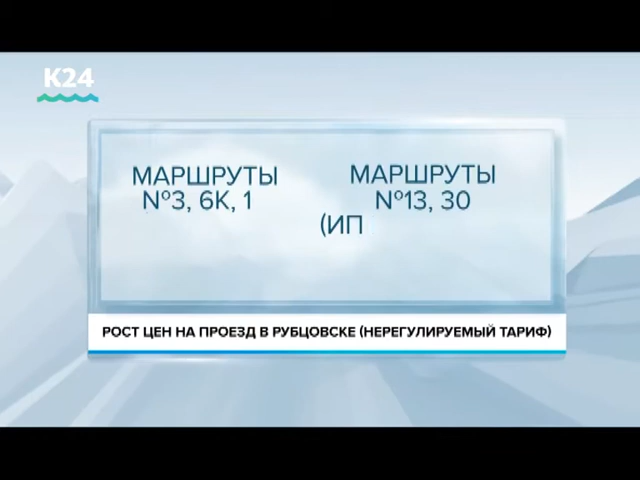 К24
МАРШРУТЫ
№3, 6К, 1
МАРШРУТЫ
№13, 30
(ИП
РОСТ ЦЕН НА ПРОЕЗД В РУБЦОВСКЕ (НЕРЕГУЛИРУЕМЫЙ ТАРИФ)